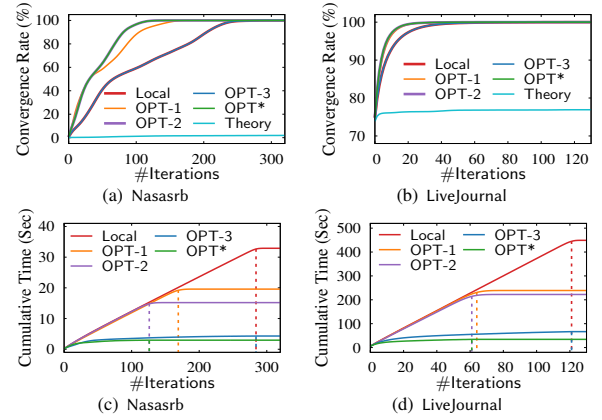 Convergence Rate (%)
100
80
60
40
20
0
Local
OPT-1
OPT-2
OPT-3
OPT*
Theory
0 100 200 300
#Iterations
(a) Nasasrb
Convergence Rate (%)
100
90
80
70
Local
OPT-1
OPT-2
OPT-3
OPT*
Theory
0 20 40 60 80 100 120
#Iterations
(b) LiveJournal
Cumulative Time (Sec)
40
30
20
10
0
Local
OPT-1
OPT-2
OPT-3
OPT*
0 100 200 300
#Iterations
(c) Nasasrb
Cumulative Time (Sec)
500
400
300
200
100
0
Local
OPT-1
OPT-2
OPT-3
OPT*
0 20 40 60 80 100 120
#Iterations
(d) LiveJournal